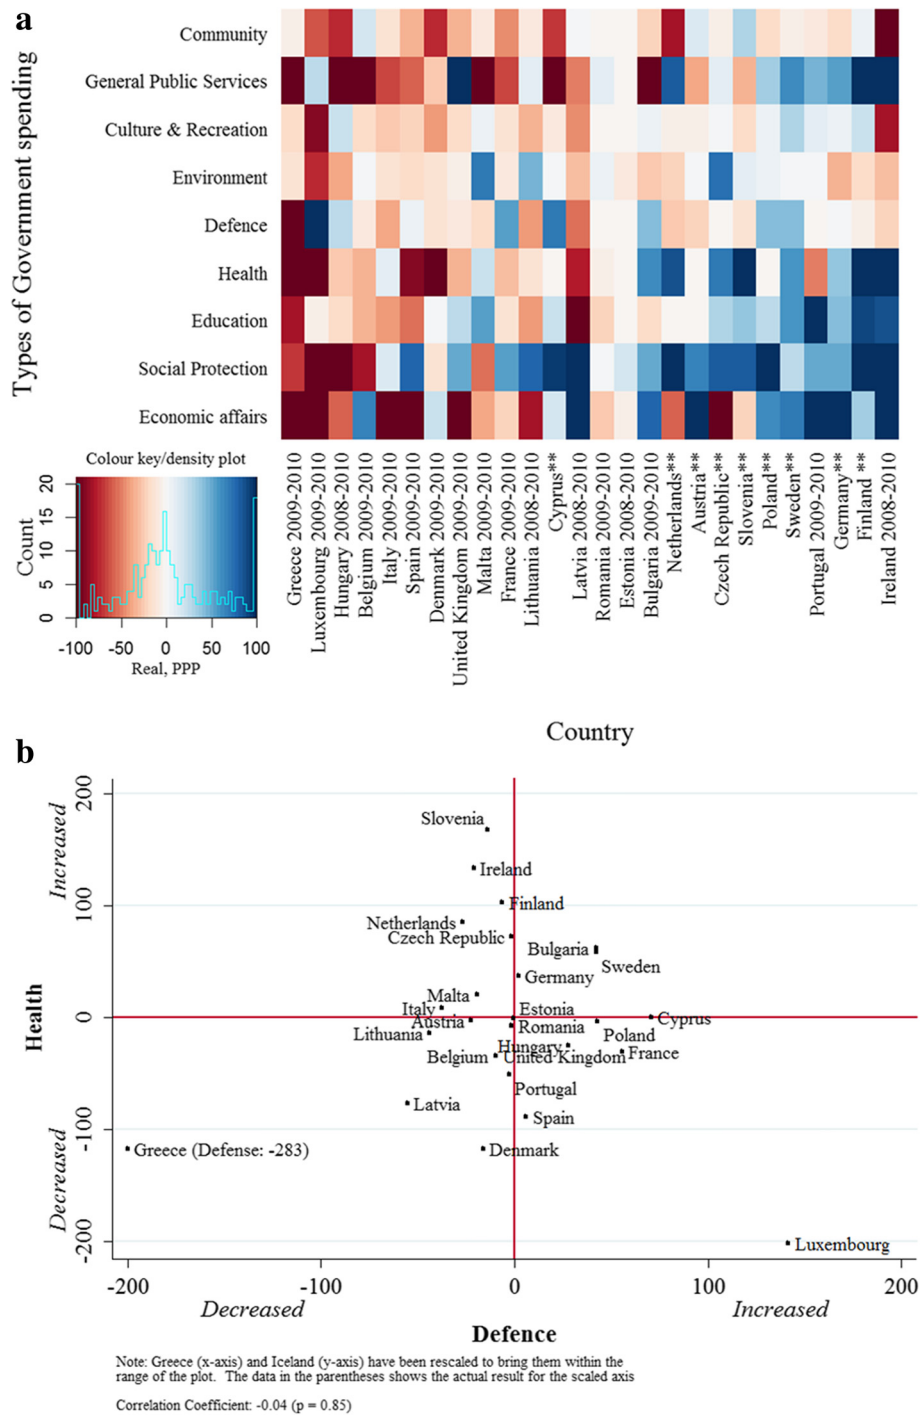 a
Types of Government spending
Community
General Public Services
Culture & Recreation
Environment
Defence
Health
Education
Social Protection
Economic affairs
Greece 2009-2010
Luxembourg 2009-2010
Hungary 2008-2010
Belgium 2009-2010
Italy 2009-2010
Spain 2009-2010
Denmark 2009-2010
United Kingdom 2009-2010
Malta 2009-2010
France 2009-2010
Lithuania 2008-2010
Cyprus**
Latvia 2008-2010
Romania 2009-2010
Estonia 2008-2010
Bulgaria 2009-2010
Netherlands**
Austria**
Czech Republic**
Slovenia**
Poland**
Sweden**
Portugal 2009-2010
Germany**
Finland **
Ireland 2008-2010
Colour key/density plot
Count
20
15
10
5
0
-100 -50 0 50 100
Real, PPP
Country
b
Health
Increased
Decreased
200
100
0
-100
-200
Slovenia
Ireland
Finland
Netherlands
Czech Republic
Bulgaria
Sweden
Germany
Malta
Italy
Estonia
Cyprus
Austria
Romania
Lithuania
Poland
Hungary
Belgium
United Kingdom
France
Portugal
Latvia
Spain
Greece (Defense: -283)
Denmark
Luxembourg
-200 -100 0 100 200
Decreased Increased
Defence
Note: Greece (x-axis) and Iceland (y-axis) have been rescaled to bring them within the
range of the plot. The data in the parentheses shows the actual result for the scaled axis
Correlation Coefficient: -0.04 (p = 0.85)